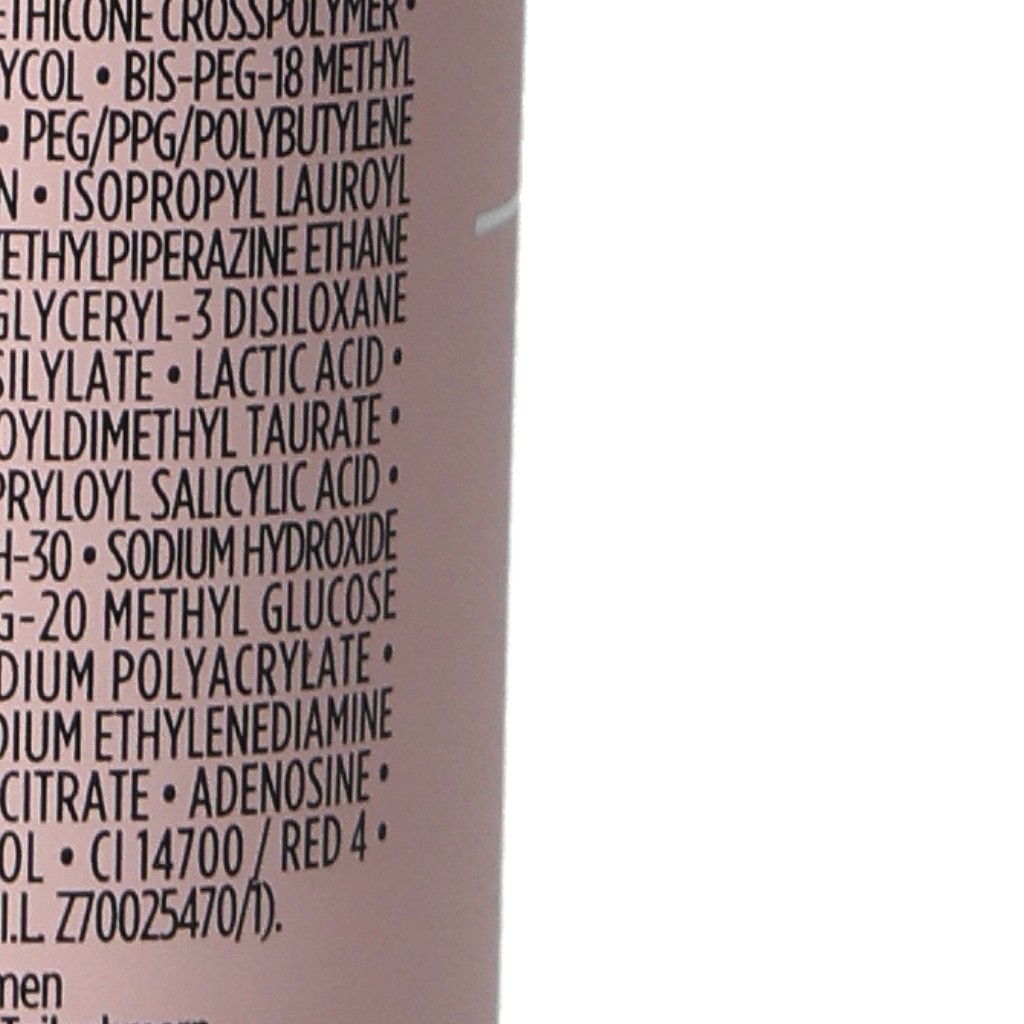 ETHICONE CROSSPOLYMER •
YCOL • BIS-PEG-18 METHYL
• PEG/PPG/POLYBUTYLENE
N • ISOPROPYL LAUROYL
YETHYLPIPERAZINE ETHANE
GLYCERYL-3 DISILOXANE
SILYLATE • LACTIC ACID •
OYLDIMETHYL TAURATE •
PRYLOYL SALICYLIC ACID •
H-30 • SODIUM HYDROXIDE
G-20 METHYL GLUCOSE
DIUM POLYACRYLATE •
DIUM ETHYLENEDIAMINE
CITRATE • ADENOSINE •
OL • CI 14700 / RED 4 •
I.L. Z70025470/1).
men